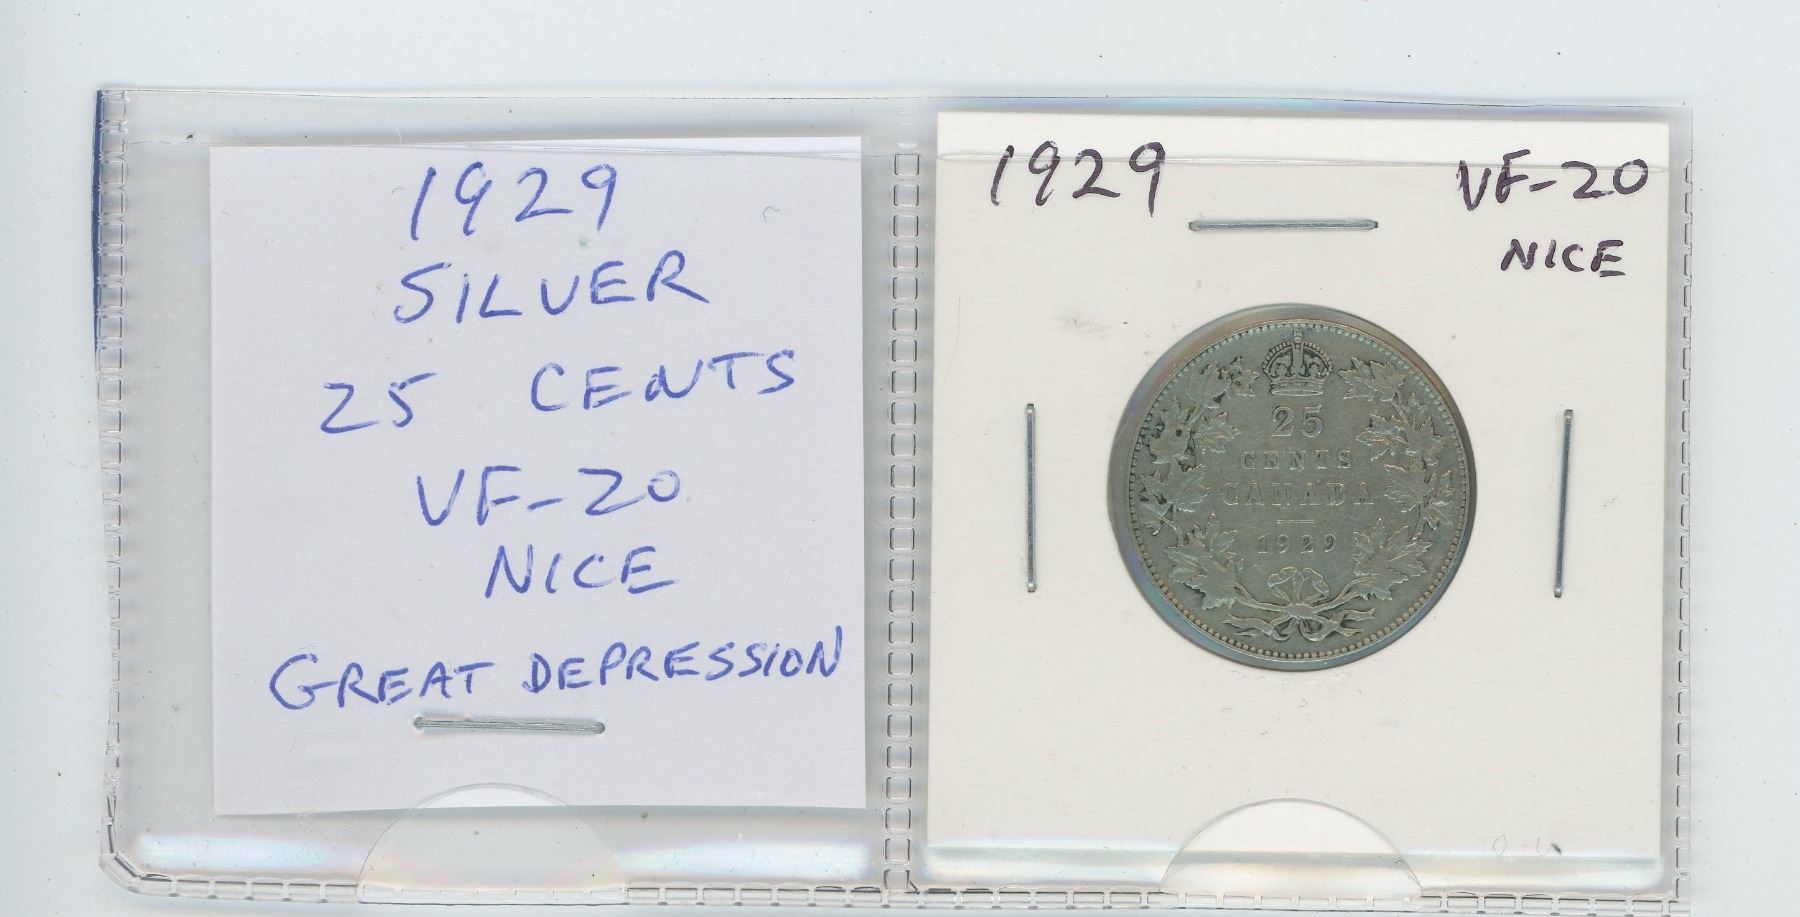 1929
SILVER
25 CENTS
VF-20
NICE
GREAT DEPRESSION
1929 VF-20
NICE
25
CENTS
CANADA
1929